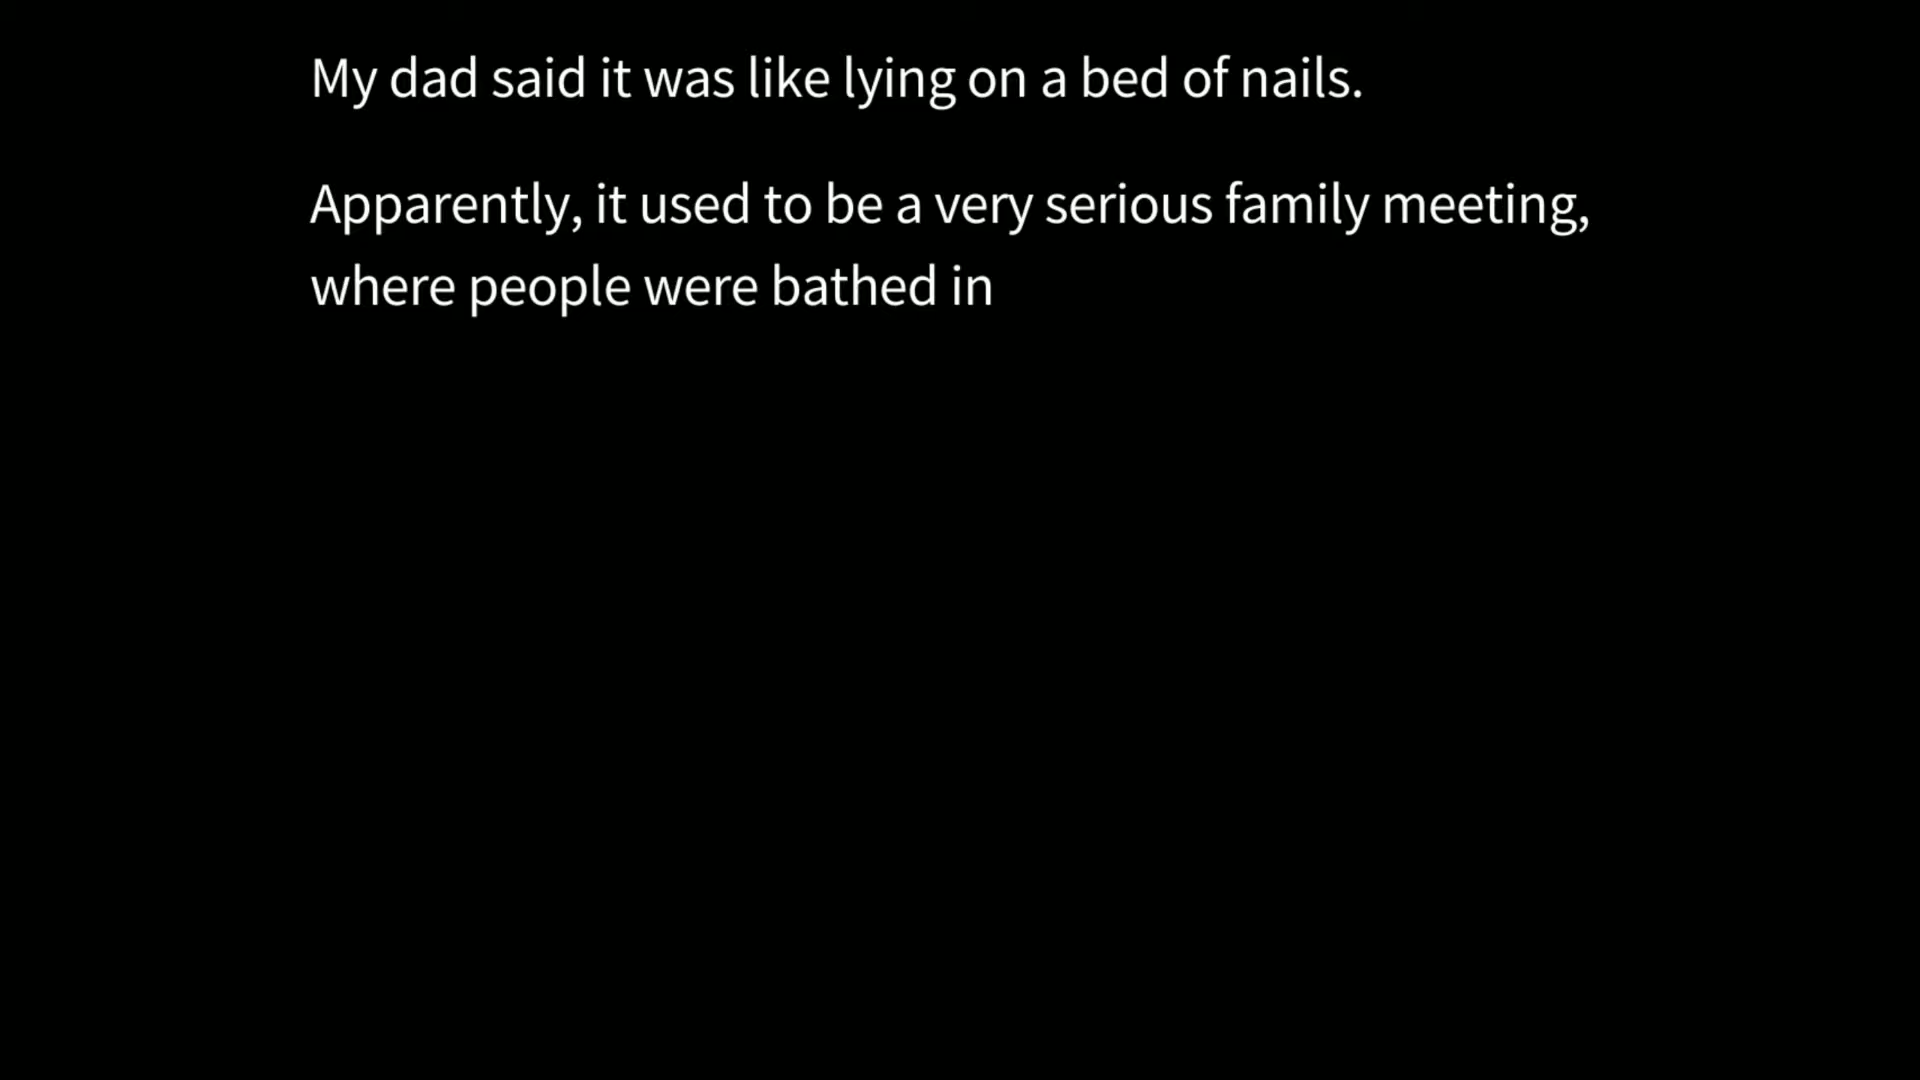 My dad said it was like lying on a bed of nails.
Apparently, it used to be a very serious family meeting,
where people were bathed in